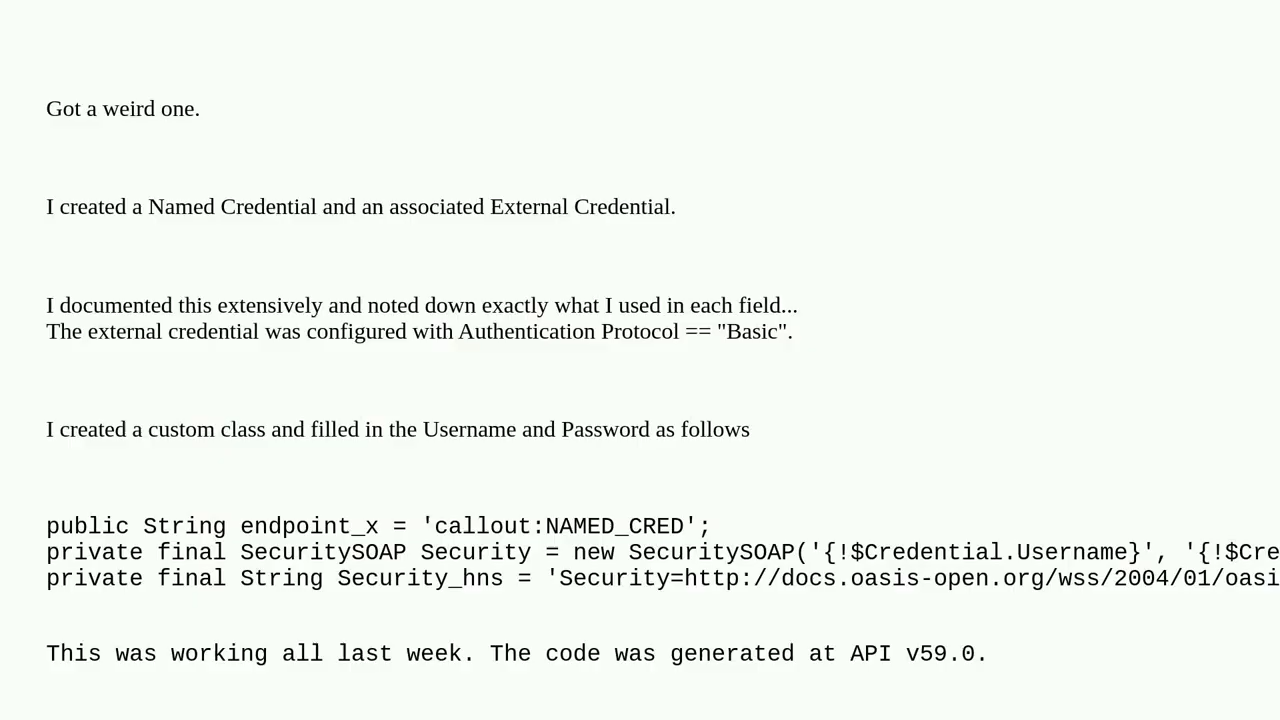 Got a weird one.
I created a Named Credential and an associated External Credential.
I documented this extensively and noted down exactly what I used in each field...
The external credential was configured with Authentication Protocol == "Basic".
I created a custom class and filled in the Username and Password as follows
public String endpoint_x = 'callout:NAMED_CRED';
private final SecuritySOAP Security = new SecuritySOAP('{!$Credential.Username}', '{!$Cre
private final String Security_hns = 'Security=http://docs.oasis-open.org/wss/2004/01/oasi
This was working all last week. The code was generated at API v59.0.